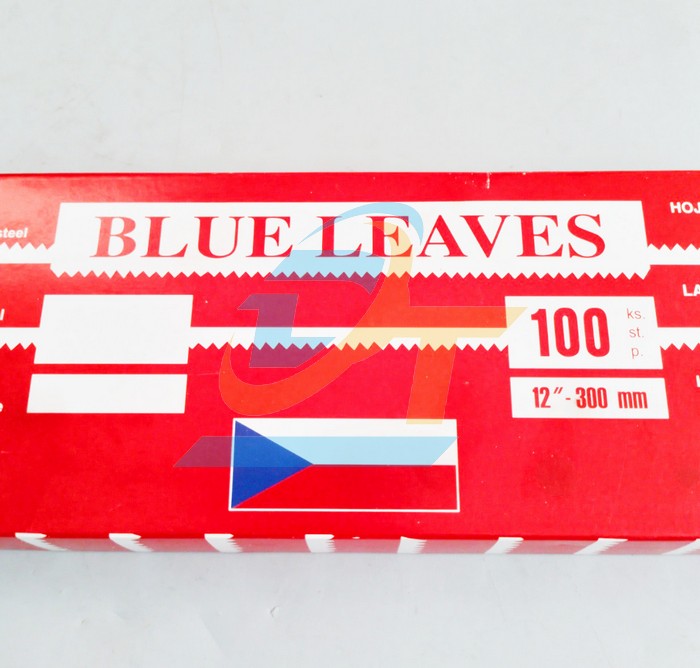 steel
BLUE LEAVES
HOJ
LA
100
ks.
st.
p.
12" - 300 mm